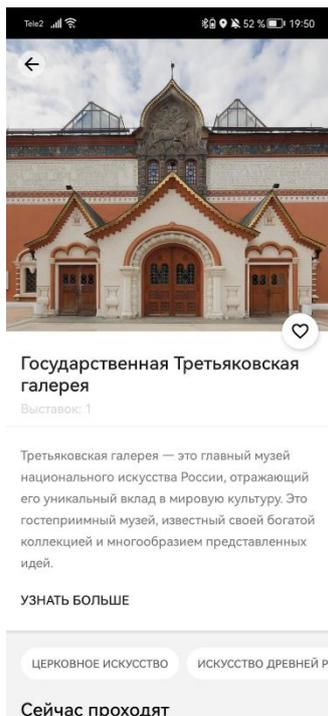 Tele2 52 % 19:50
Государственная Третьяковская
галерея
Выставок: 1
Третьяковская галерея — это главный музей
национального искусства России, отражающий
его уникальный вклад в мировую культуру. Это
гостеприимный музей, известный своей богатой
коллекцией и многообразием представленных
идей.
УЗНАТЬ БОЛЬШЕ
ЦЕРКОВНОЕ ИСКУССТВО ИСКУССТВО ДРЕВНЕЙ Р
Сейчас проходят